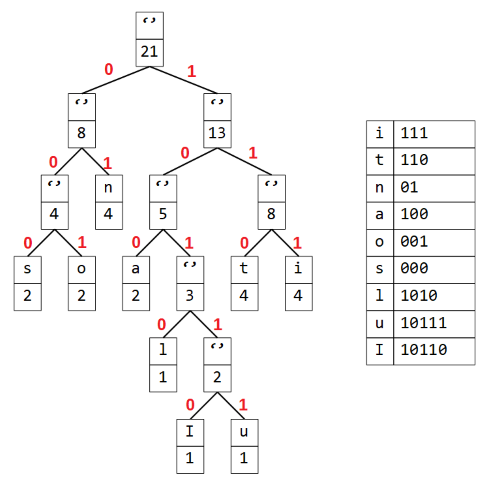 ‘’
21
0 1
‘’ ‘’
8 13
0 1 0 1
‘’ n ‘’ ‘’
4 4 5 8
0 1 0 1 0 1
s o a ‘’ t i
2 2 2 3 4 4
0 1
l ‘’
1 2
0 1
I u
1 1
i 111
t 110
n 01
a 100
o 001
s 000
l 1010
u 10111
I 10110